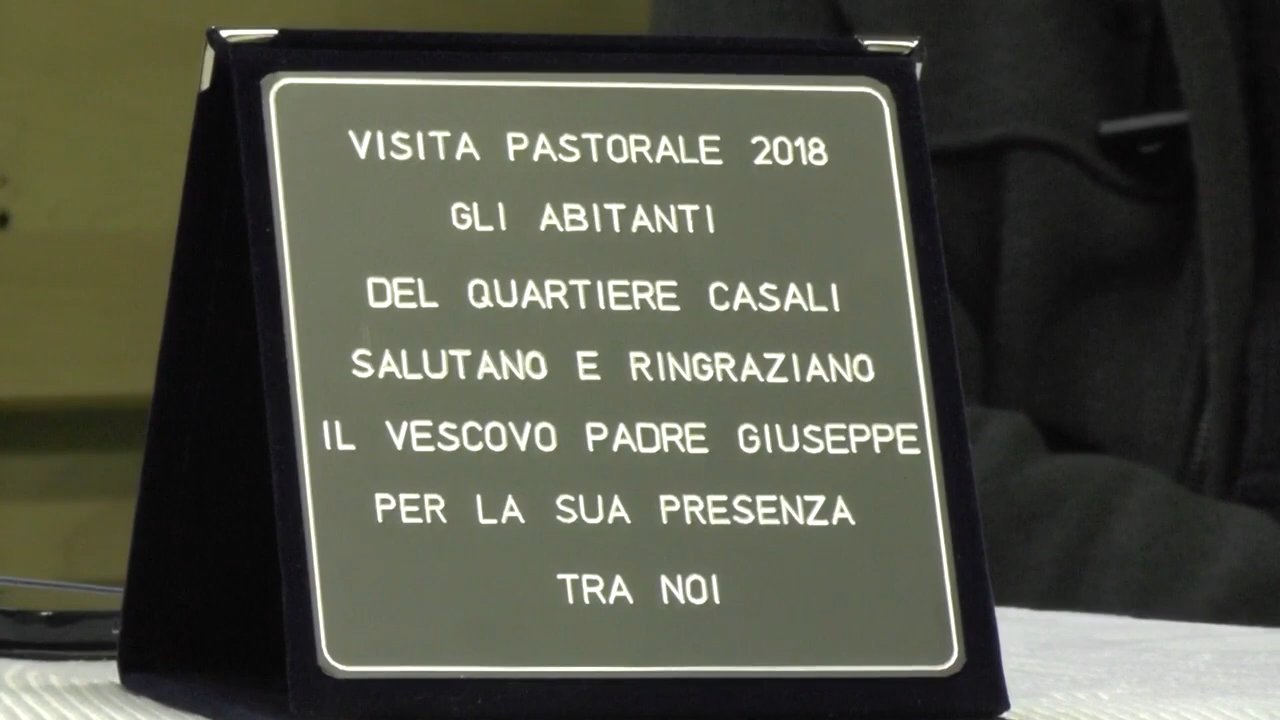 VISITA PASTORALE 2018
GLI ABITANTI
DEL QUARTIERE CASALI
SALUTANO E RINGRAZIANO
IL VESCOVO PADRE GIUSEPPE
PER LA SUA PRESENZA
TRA NOI